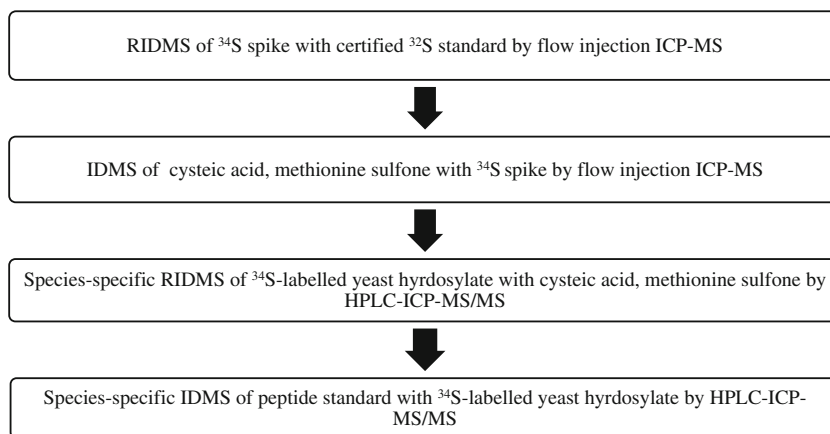 RIDMS of ³⁴S spike with certified ³²S standard by flow injection ICP-MS
IDMS of cysteic acid, methionine sulfone with ³⁴S spike by flow injection ICP-MS
Species-specific RIDMS of ³⁴S-labelled yeast hyrdosylate with cysteic acid, methionine sulfone by
HPLC-ICP-MS/MS
Species-specific IDMS of peptide standard with ³⁴S-labelled yeast hyrdosylate by HPLC-ICP-
MS/MS